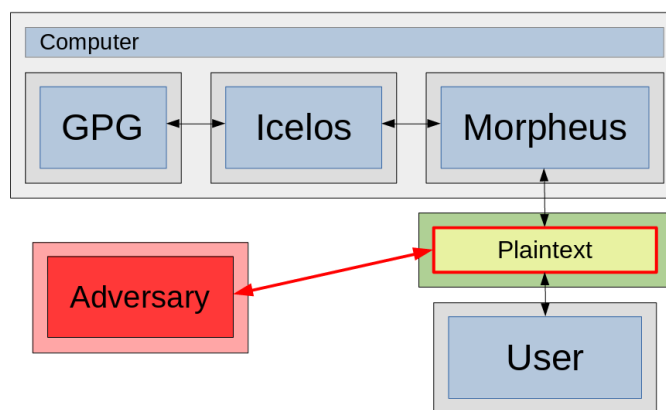 Computer
GPG
Icelos
Morpheus
Plaintext
Adversary
User